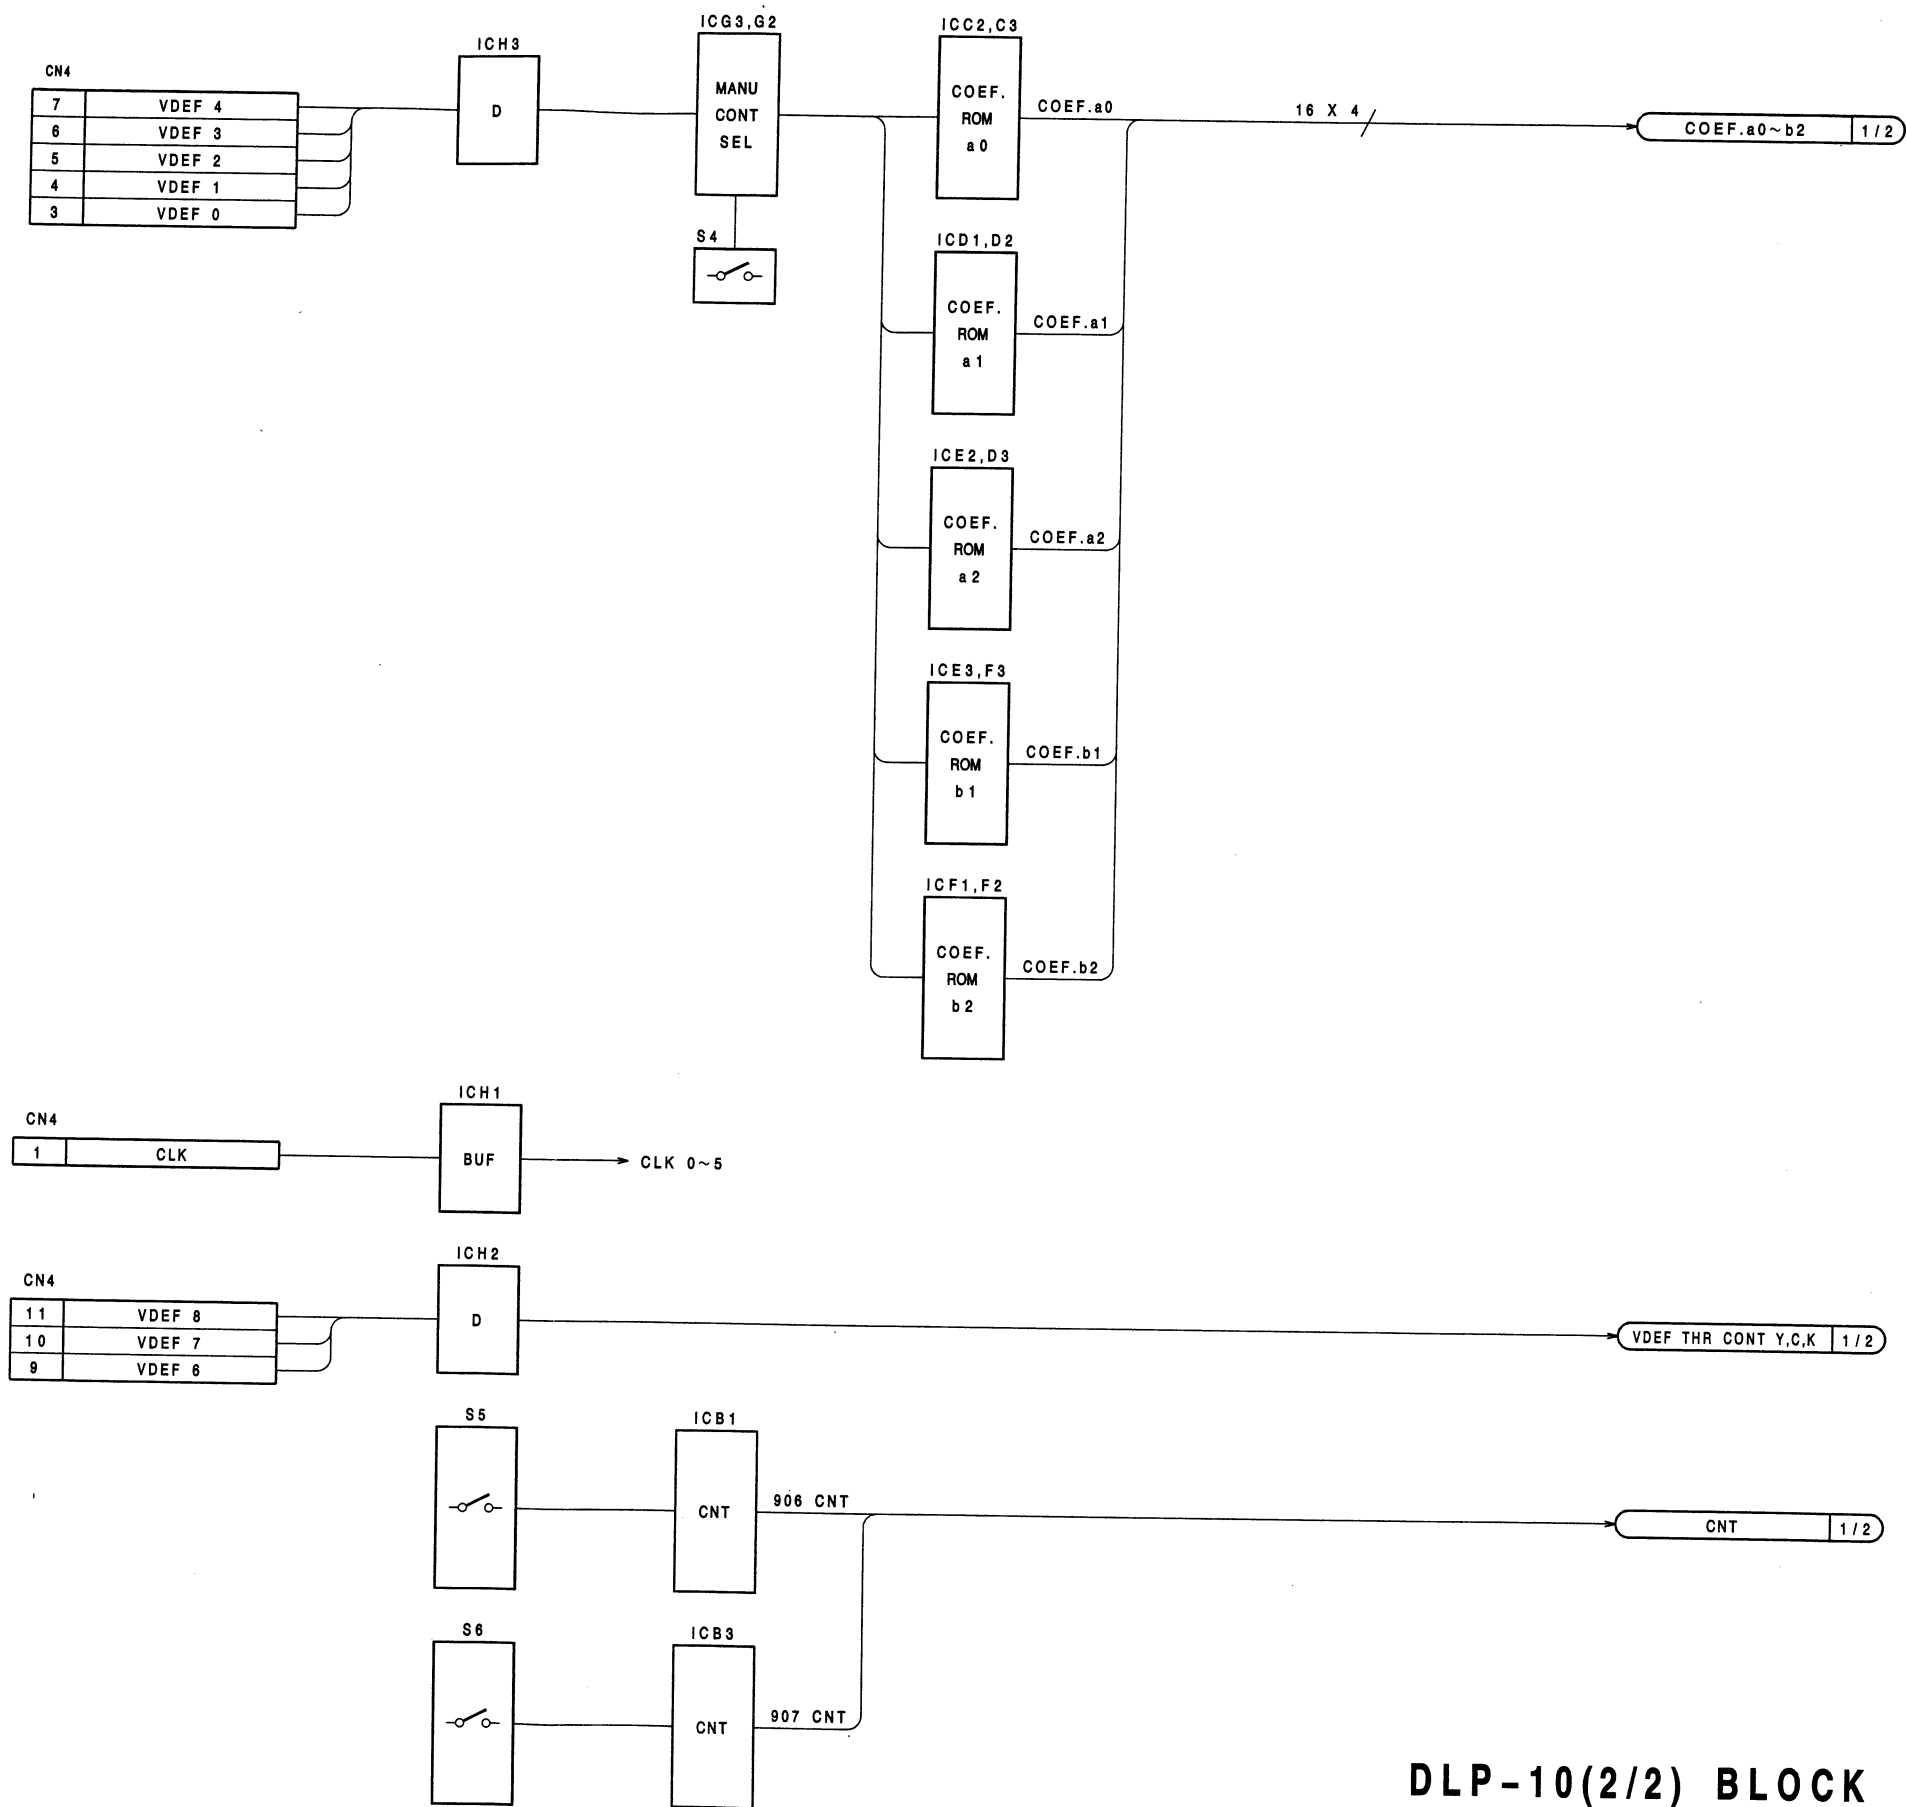 CN4
7 VDEF 4
6 VDEF 3
5 VDEF 2
4 VDEF 1
3 VDEF 0
ICH3
D
ICG3,G2
MANU
CONT
SEL
S4
ICC2,C3
COEF.
ROM
a0
COEF.a0
16 X 4
COEF.a0~b2 1/2
ICD1,D2
COEF.
ROM
a1
COEF.a1
ICE2,D3
COEF.
ROM
a2
COEF.a2
ICE3,F3
COEF.
ROM
b1
COEF.b1
ICF1,F2
COEF.
ROM
b2
COEF.b2
CN4
1 CLK
ICH1
BUF
CLK 0~5
CN4
11 VDEF 8
10 VDEF 7
9 VDEF 6
ICH2
D
VDEF THR CONT Y,C,K 1/2
S5
ICB1
CNT
906 CNT
CNT 1/2
S6
ICB3
CNT
907 CNT
DLP-10(2/2) BLOCK